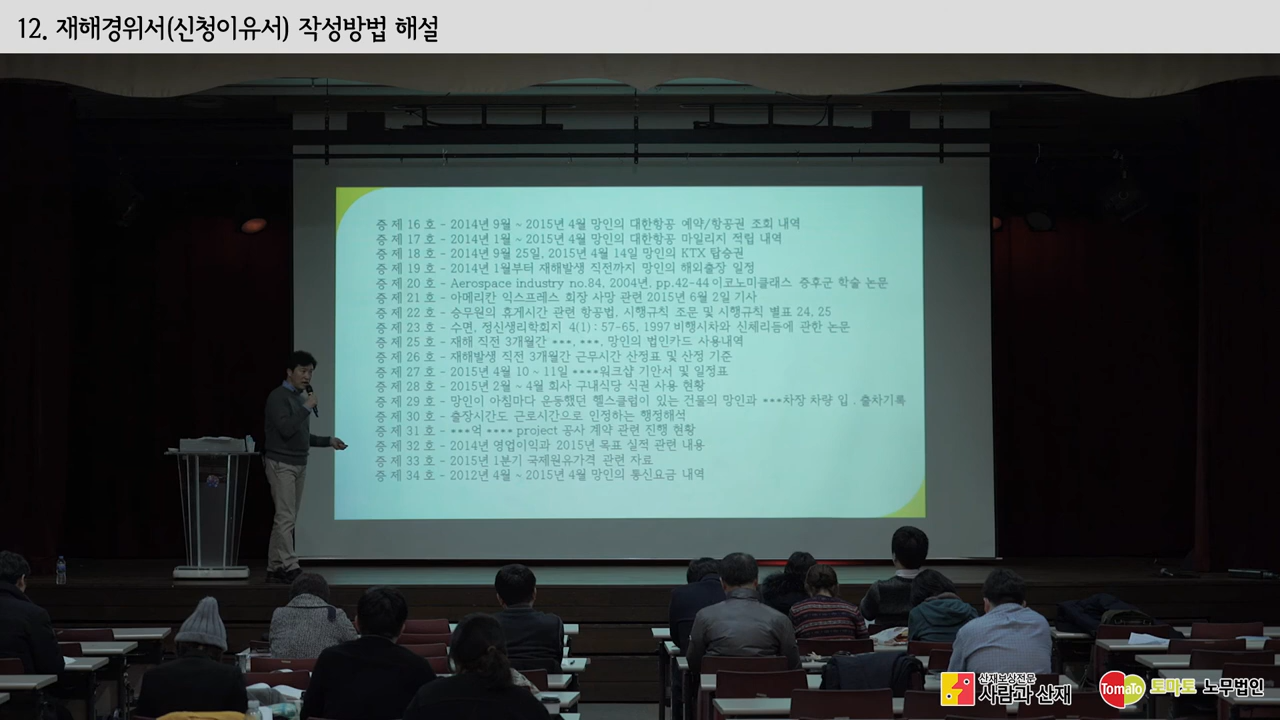 12. 재해경위서(신청이유서) 작성방법 해설
증 제 16 호 - 2014년 9월 ~ 2015년 4월 망인의 대한항공 예약/항공권 조회 내역
증 제 17 호 - 2014년 1월 ~ 2015년 4월 망인의 대한항공 마일리지 적립 내역
증 제 18 호 - 2014년 9월 25일, 2015년 4월 14일 망인의 KTX 탑승권
증 제 19 호 - 2014년 1월부터 재해발생 직전까지 망인의 해외출장 일정
증 제 20 호 - Aerospace industry no.84, 2004년. pp.42-44 이코노미클래스 증후군 학술 논문
증 제 21 호 - 아메리칸 익스프레스 회장 사망 관련 2015년 6월 2일 기사
증 제 22 호 - 승무원의 휴게시간 관련 항공법, 시행규칙 조문 및 시행규칙 별표 24, 25
증 제 23 호 - 수면, 정신생리학회지 4(1) : 57-65, 1997 비행시차와 신체리듬에 관한 논문
증 제 25 호 - 재해 직전 3개월간 ***, ***, 망인의 법인카드 사용내역
증 제 26 호 - 재해발생 직전 3개월간 근무시간 산정표 및 산정 기준
증 제 27 호 - 2015년 4월 10 ~ 11일 ****워크샵 기안서 및 일정표
증 제 28 호 - 2015년 2월 ~ 4월 회사 구내식당 식권 사용 현황
증 제 29 호 - 망인이 아침마다 운동했던 헬스클럽이 있는 건물의 망인과 ***차장 차량 입 . 출차기록
증 제 30 호 - 출장시간도 근로시간으로 인정하는 행정해석
증 제 31 호 - ***억 **** project 공사 계약 관련 진행 현황
증 제 32 호 - 2014년 영업이익과 2015년 목표 실적 관련 내용
증 제 33 호 - 2015년 1분기 국제원유가격 관련 자료
증 제 34 호 - 2012년 4월 ~ 2015년 4월 망인의 통신요금 내역
산재보상전문
사람과 산재
ToMaTo 토마토 노무법인